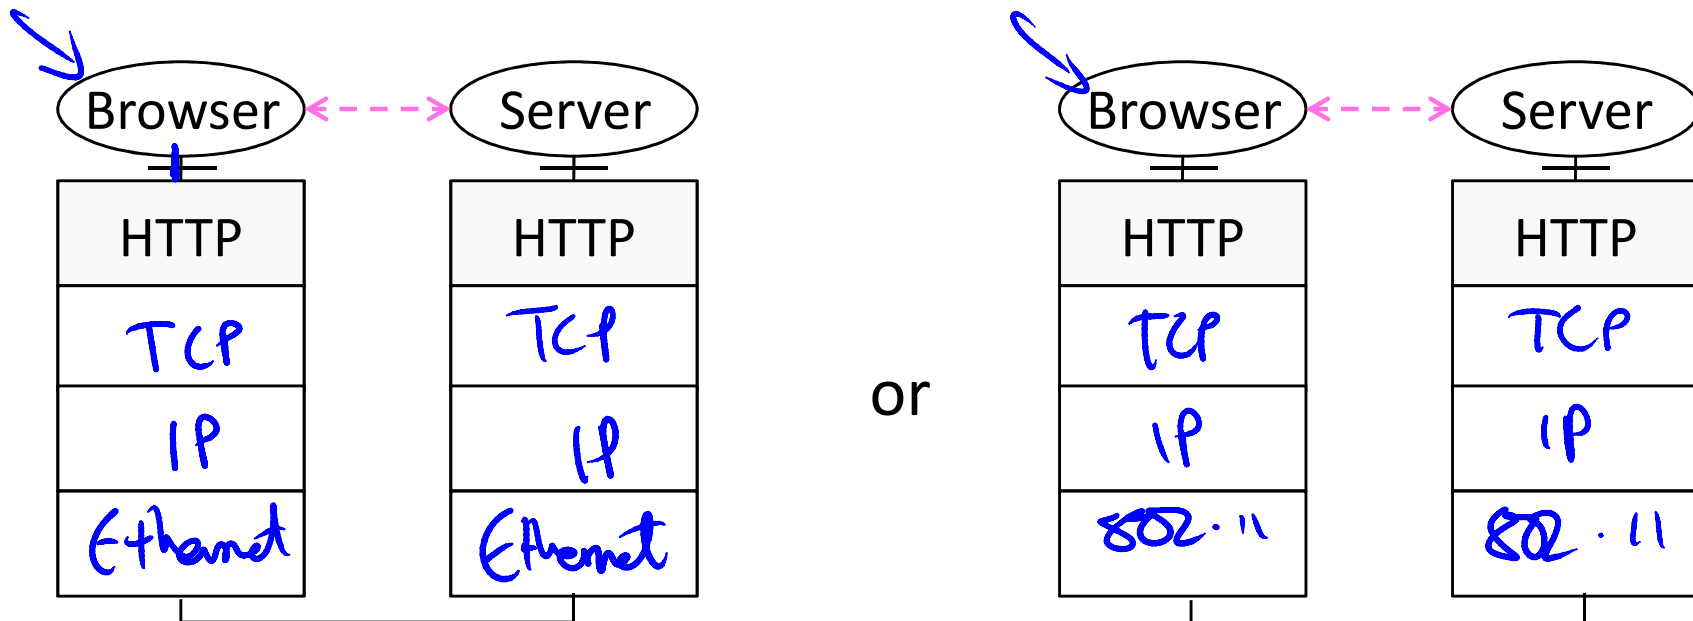 Browser Server Browser Server
HTTP HTTP HTTP HTTP
TCP TCP TCP TCP
or
IP IP IP IP
Ethernet Ethernet 802.11 802.11